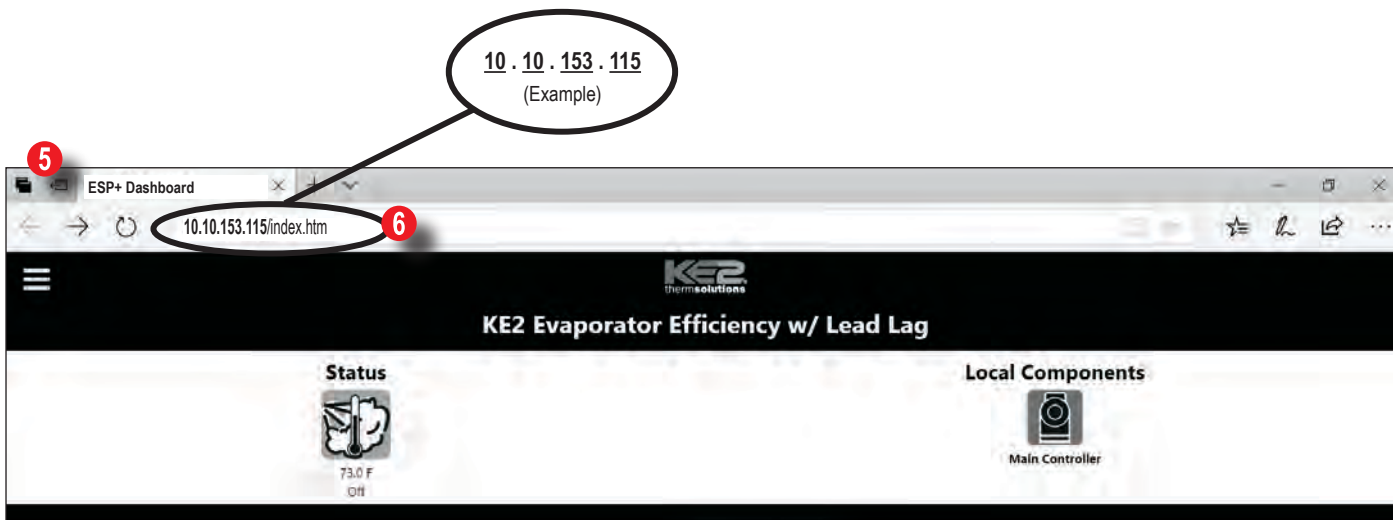 10 . 10 . 153 . 115
(Example)
5
ESP+ Dashboard
10.10.153.115/index.htm
6
KE2
thermsolutions
KE2 Evaporator Efficiency w/ Lead Lag
Status
Local Components
73.0 F
Off
Main Controller